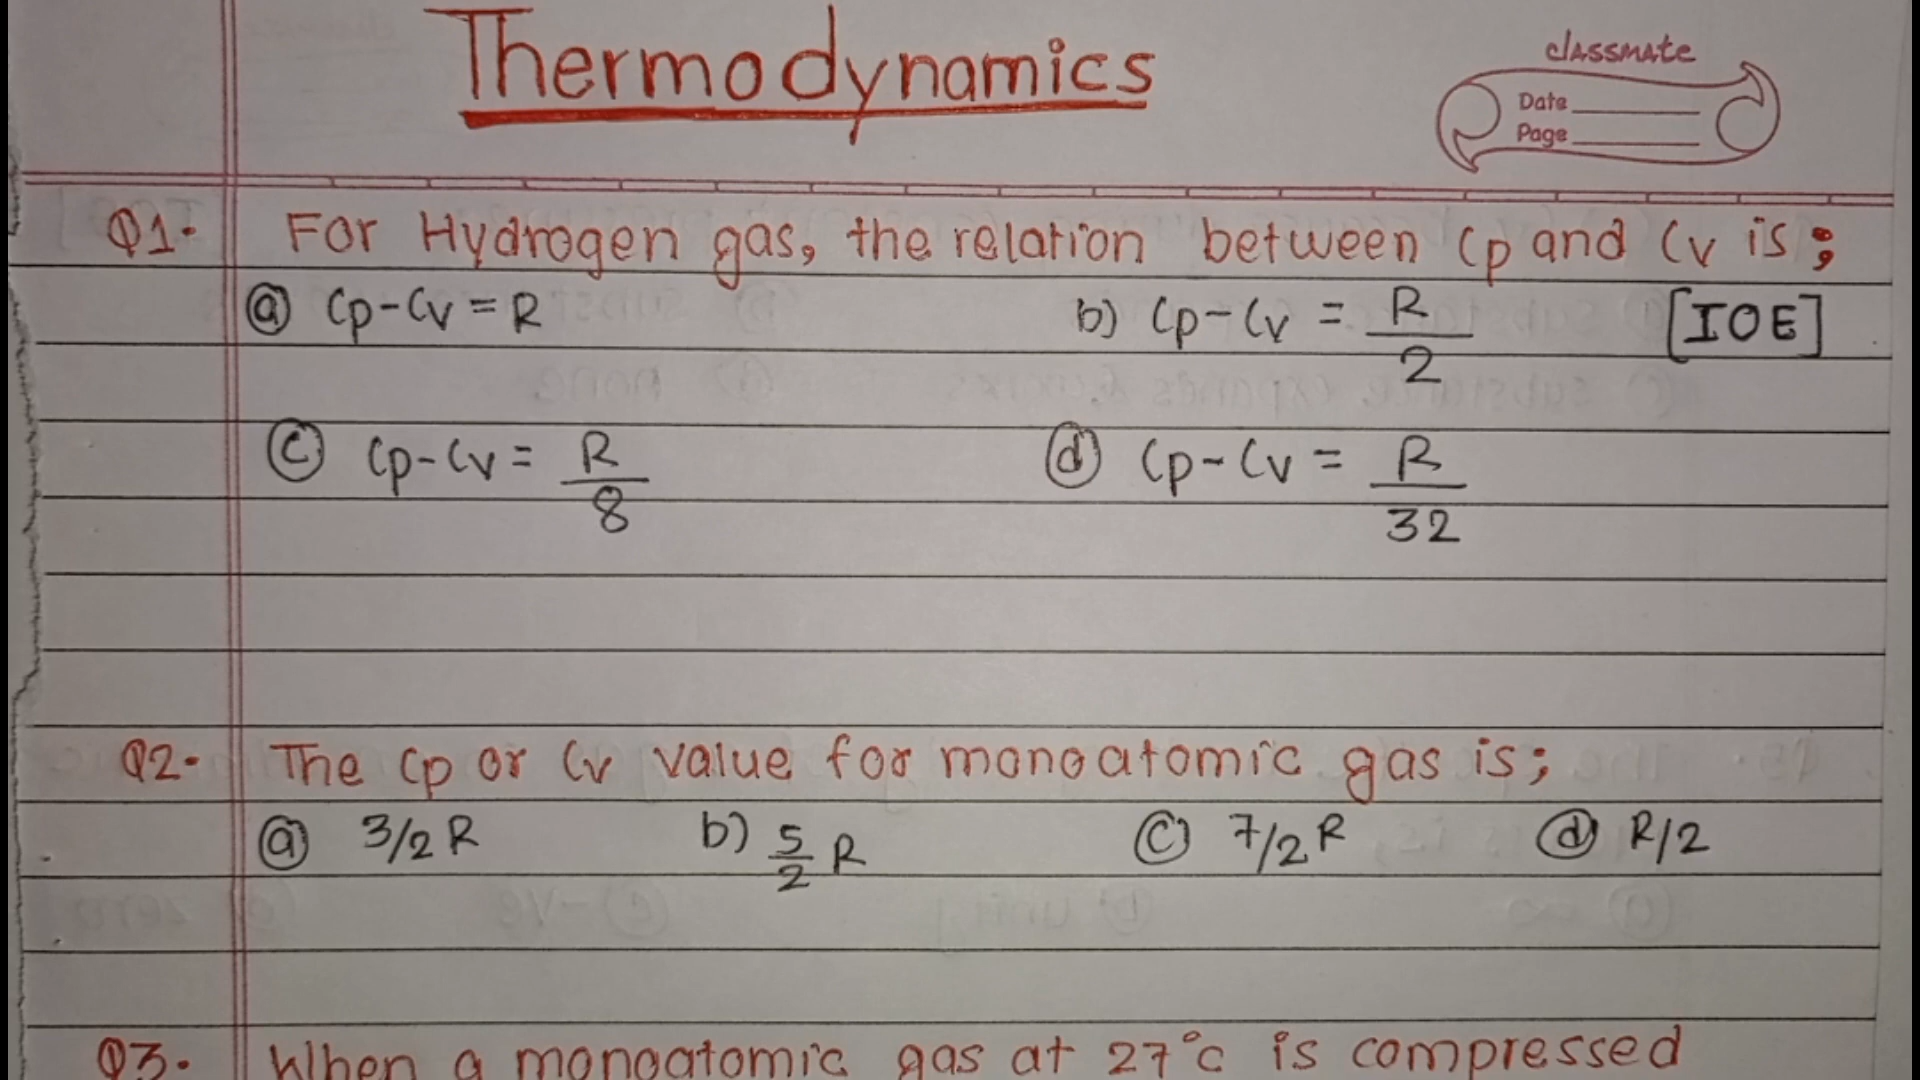 Thermodynamics
classmate
Date
Page
Q1. For Hydrogen gas, the relation between Cp and Cv is;
(a) Cp-Cv = R b) Cp-Cv = R/2 [IOE]
(c) Cp-Cv = R/8 (d) Cp-Cv = R/32
Q2. The Cp or Cv value for monoatomic gas is;
(a) 3/2 R b) 5/2 R (c) 7/2 R (d) R/2
Q3. When a monoatomic gas at 27°c is compressed